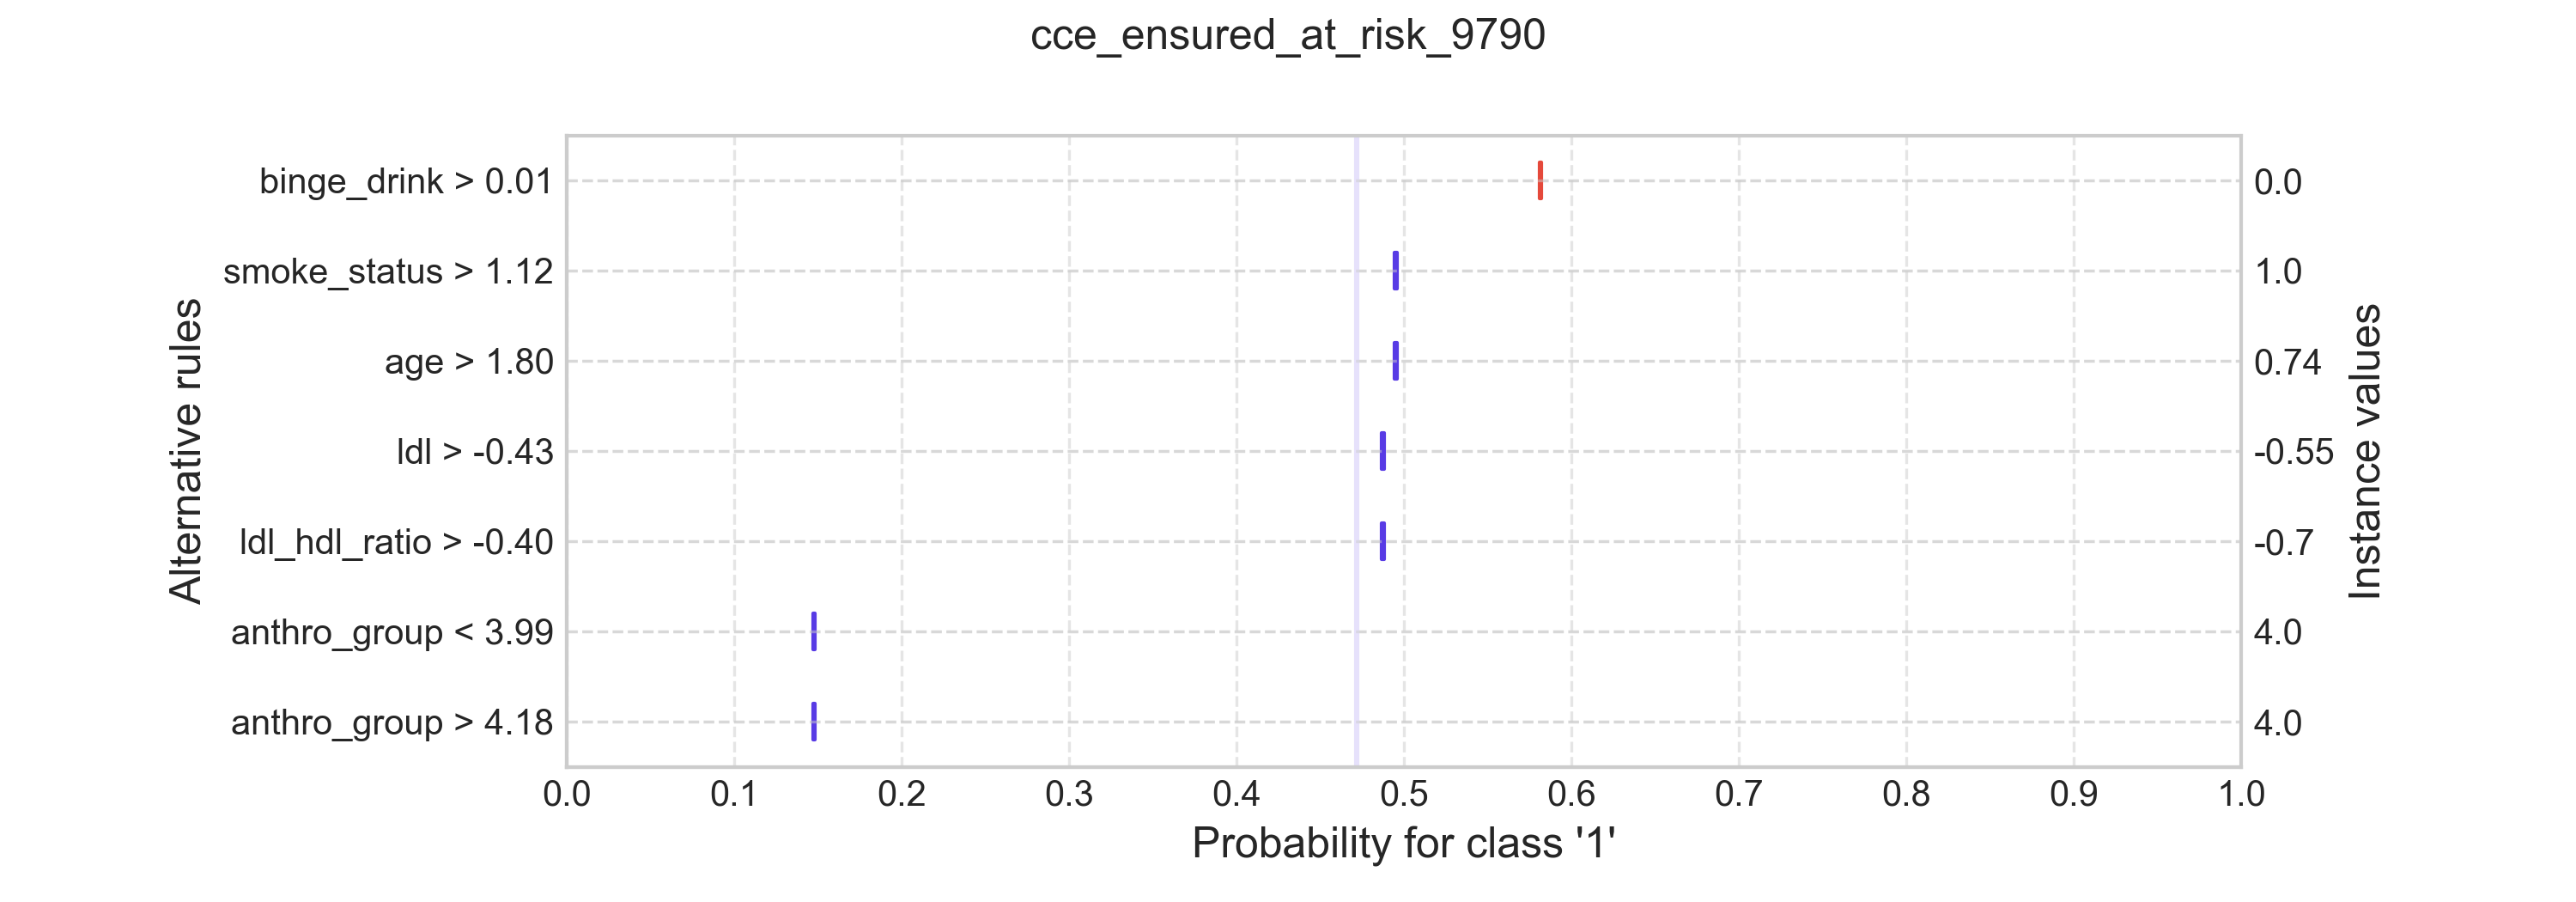 cce_ensured_at_risk_9790
Alternative rules
binge_drink > 0.01
0.0
smoke_status > 1.12
1.0
age > 1.80
0.74
ldl > -0.43
-0.55
ldl_hdl_ratio > -0.40
-0.7
anthro_group < 3.99
4.0
anthro_group > 4.18
4.0
Instance values
0.0 0.1 0.2 0.3 0.4 0.5 0.6 0.7 0.8 0.9 1.0
Probability for class '1'